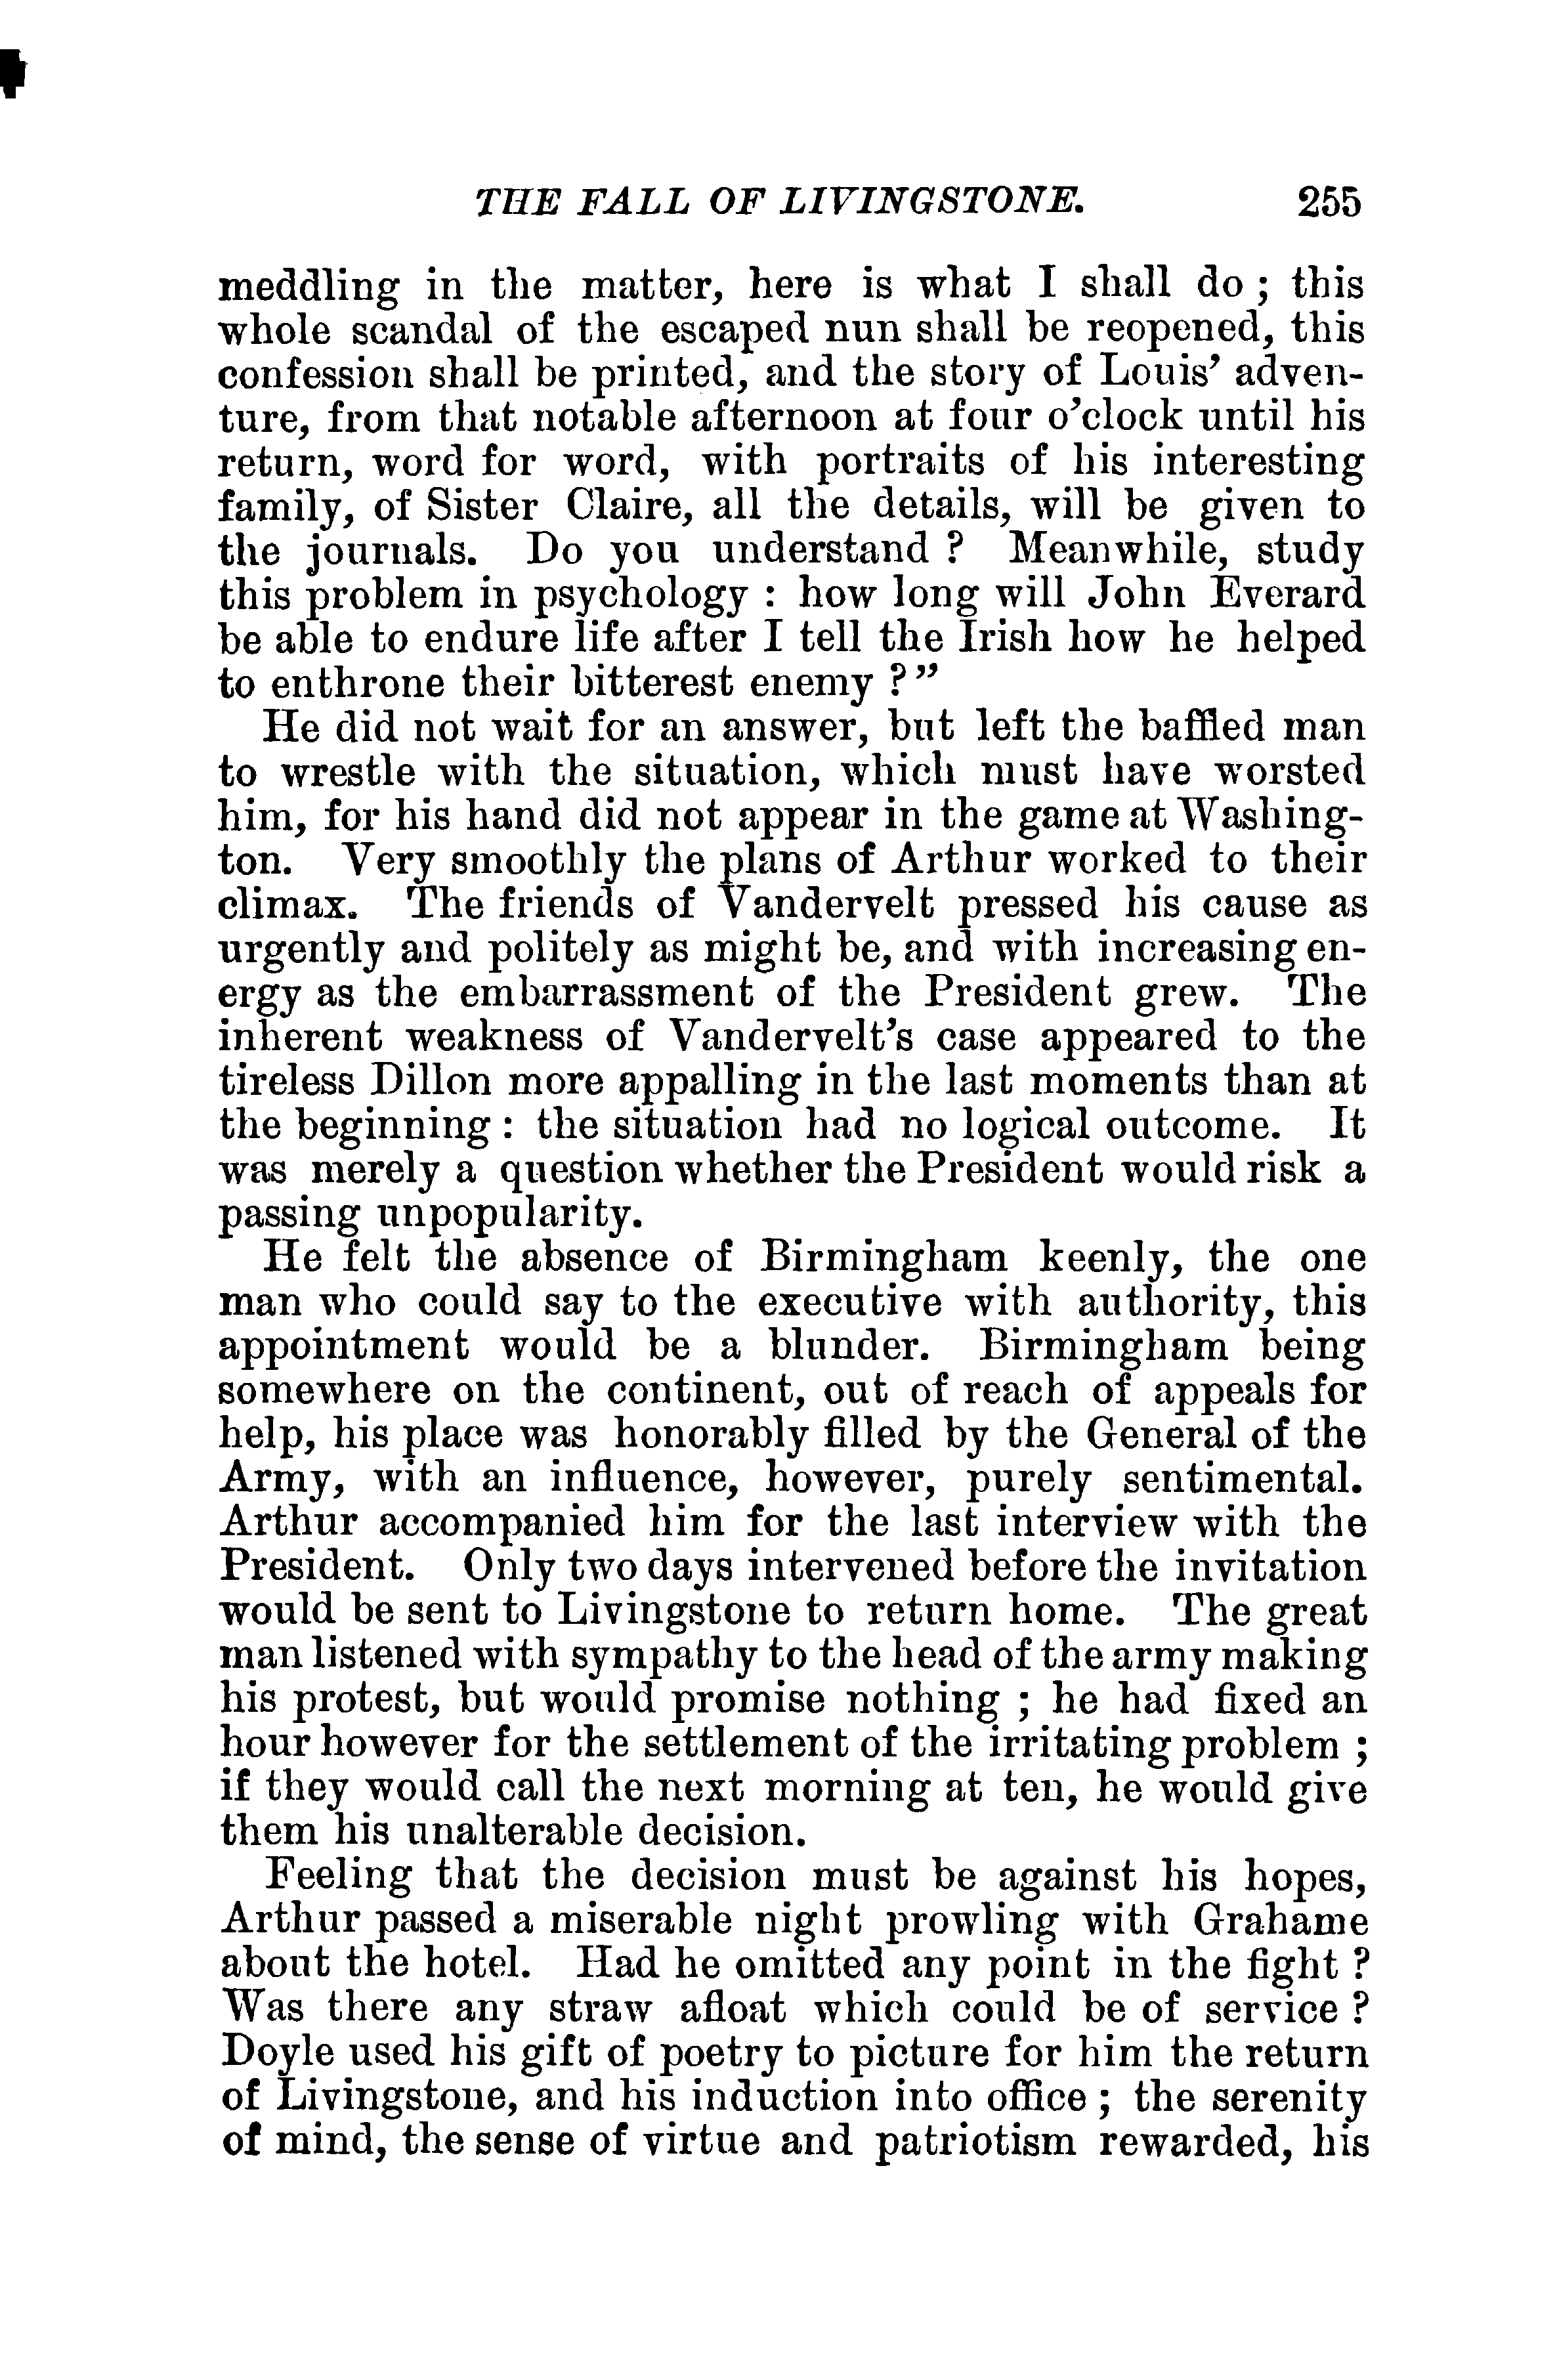 THE FALL OF LIVINGSTONE. 255
meddling in the matter, here is what I shall do ; this
whole scandal of the escaped nun shall be reopened, this
confession shall be printed, and the story of Louis' adven-
ture, from that notable afternoon at four o'clock until his
return, word for word, with portraits of his interesting
family, of Sister Claire, all the details, will be given to
the journals. Do you understand ? Meanwhile, study
this problem in psychology : how long will John Everard
be able to endure life after I tell the Irish how he helped
to enthrone their bitterest enemy ? "
He did not wait for an answer, but left the baffled man
to wrestle with the situation, which must have worsted
him, for his hand did not appear in the game at Washing-
ton. Very smoothly the plans of Arthur worked to their
climax. The friends of Vandervelt pressed his cause as
urgently and politely as might be, and with increasing en-
ergy as the embarrassment of the President grew. The
inherent weakness of Vandervelt's case appeared to the
tireless Dillon more appalling in the last moments than at
the beginning : the situation had no logical outcome. It
was merely a question whether the President would risk a
passing unpopularity.
He felt the absence of Birmingham keenly, the one
man who could say to the executive with authority, this
appointment would be a blunder. Birmingham being
somewhere on the continent, out of reach of appeals for
help, his place was honorably filled by the General of the
Army, with an influence, however, purely sentimental.
Arthur accompanied him for the last interview with the
President. Only two days intervened before the invitation
would be sent to Livingstone to return home. The great
man listened with sympathy to the head of the army making
his protest, but would promise nothing ; he had fixed an
hour however for the settlement of the irritating problem ;
if they would call the next morning at ten, he would give
them his unalterable decision.
Feeling that the decision must be against his hopes,
Arthur passed a miserable night prowling with Grahame
about the hotel. Had he omitted any point in the fight ?
Was there any straw afloat which could be of service ?
Doyle used his gift of poetry to picture for him the return
of Livingstone, and his induction into office ; the serenity
of mind, the sense of virtue and patriotism rewarded, his